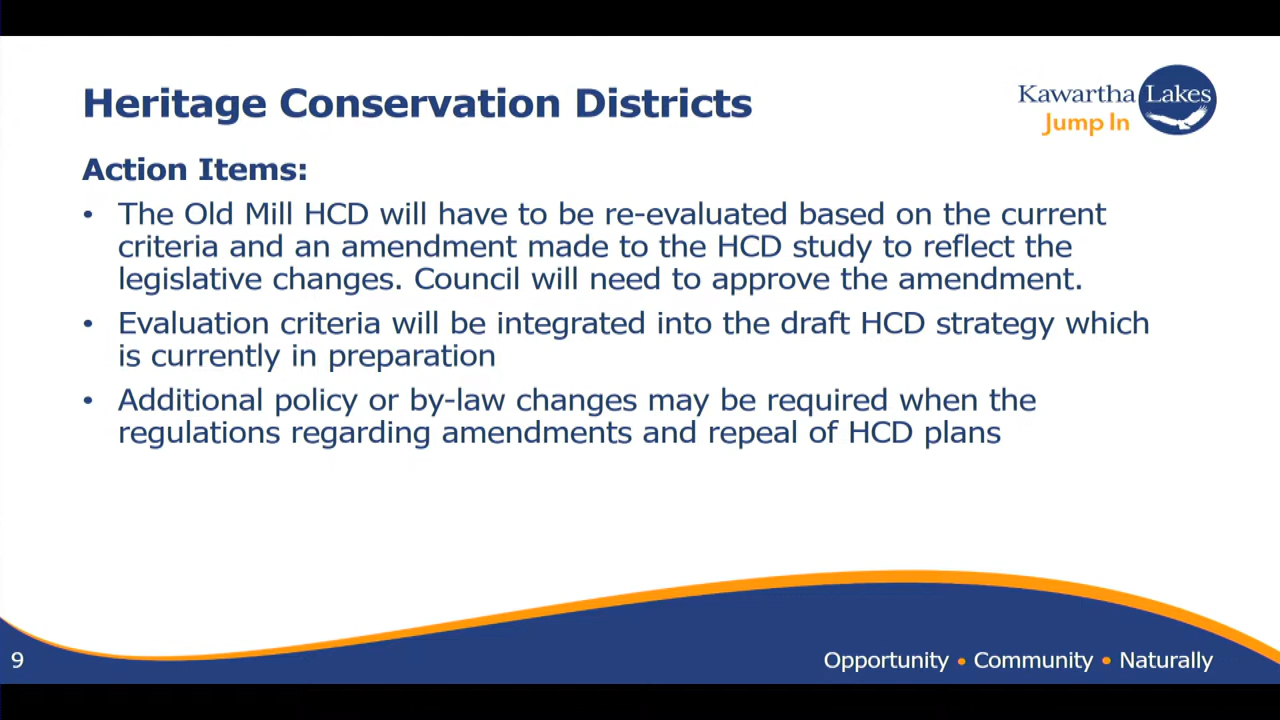 Heritage Conservation Districts
Kawartha Lakes
Jump In
Action Items:
• The Old Mill HCD will have to be re-evaluated based on the current
criteria and an amendment made to the HCD study to reflect the
legislative changes. Council will need to approve the amendment.
• Evaluation criteria will be integrated into the draft HCD strategy which
is currently in preparation
• Additional policy or by-law changes may be required when the
regulations regarding amendments and repeal of HCD plans
9
Opportunity • Community • Naturally